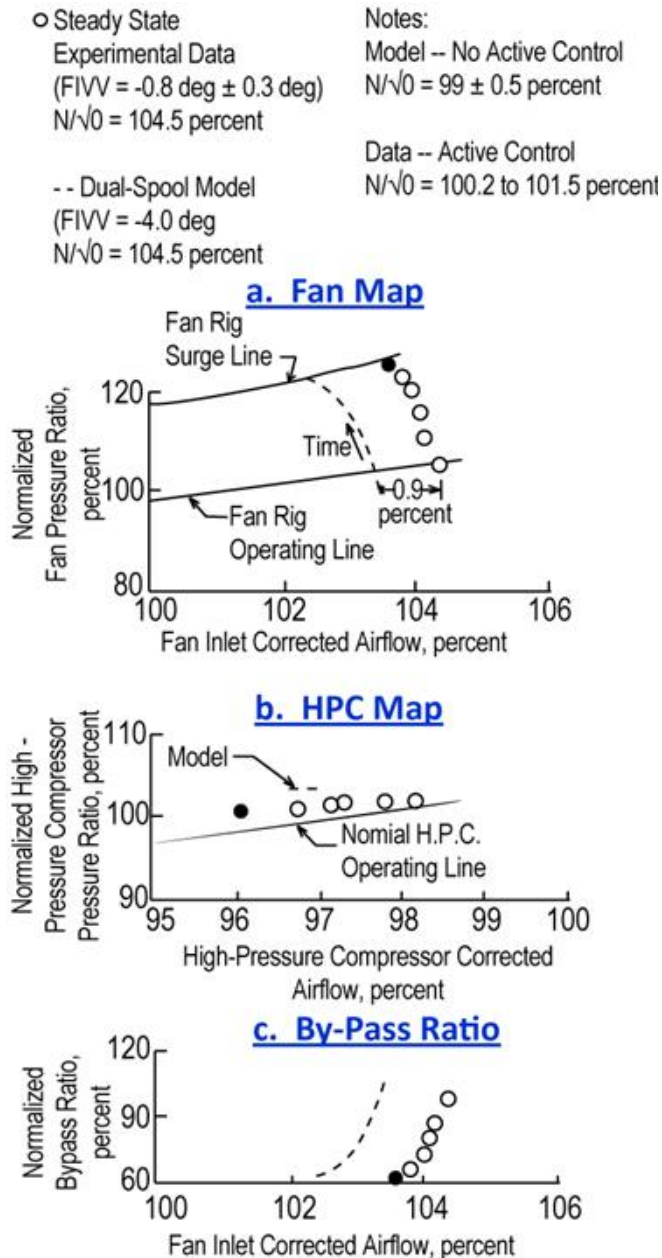 Steady State
Experimental Data
(FIVV = -0.8 deg ± 0.3 deg)
N/√0 = 104.5 percent
-- Dual-Spool Model
(FIVV = -4.0 deg
N/√0 = 104.5 percent
Notes:
Model -- No Active Control
N/√0 = 99 ± 0.5 percent
Data -- Active Control
N/√0 = 100.2 to 101.5 percent
a. Fan Map
Normalized
Fan Pressure Ratio,
percent
120
100
80
Fan Rig
Surge Line
Time
0.9
percent
Fan Rig
Operating Line
100 102 104 106
Fan Inlet Corrected Airflow, percent
b. HPC Map
Normalized High -
Pressure Compressor
Pressure Ratio, percent
110
100
90
Model
Nomial H.P.C.
Operating Line
95 96 97 98 99 100
High-Pressure Compressor Corrected
Airflow, percent
c. By-Pass Ratio
Normalized
Bypass Ratio,
percent
120
90
60
100 102 104 106
Fan Inlet Corrected Airflow, percent